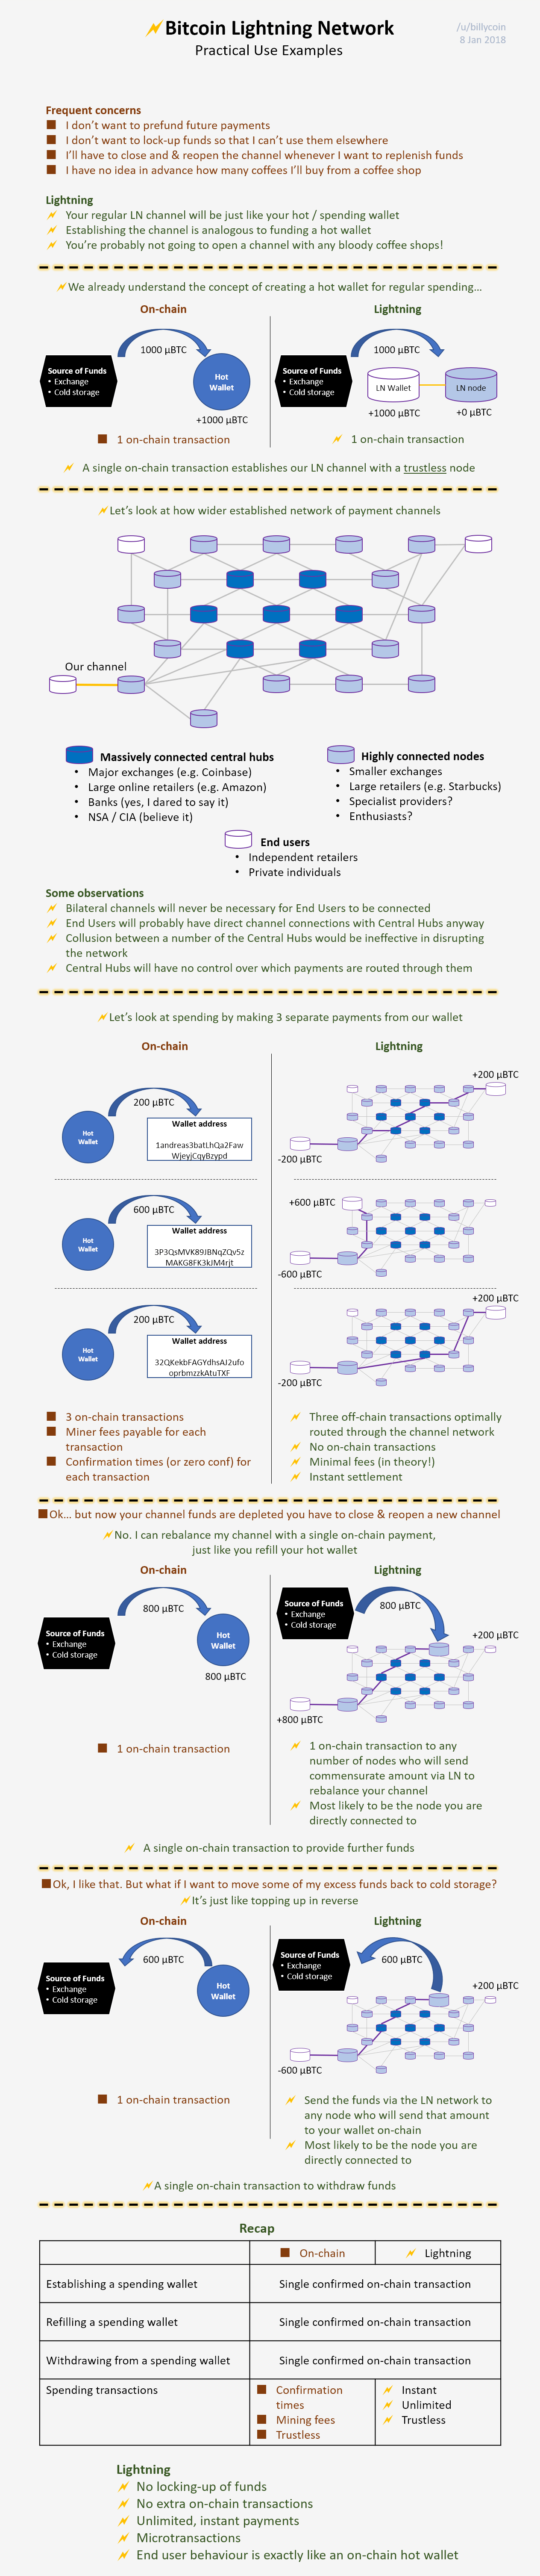 Bitcoin Lightning Network
Practical Use Examples
/u/billycoin
8 Jan 2018
Frequent concerns
I don't want to prefund future payments
I don't want to lock-up funds so that I can't use them elsewhere
I'll have to close and & reopen the channel whenever I want to replenish funds
I have no idea in advance how many coffees I'll buy from a coffee shop
Lightning
Your regular LN channel will be just like your hot / spending wallet
Establishing the channel is analogous to funding a hot wallet
You're probably not going to open a channel with any bloody coffee shops!
We already understand the concept of creating a hot wallet for regular spending...
On-chain
1000 µBTC
Source of Funds
• Exchange
• Cold storage
Hot
Wallet
+1000 µBTC
1 on-chain transaction
Lightning
1000 µBTC
Source of Funds
• Exchange
• Cold storage
LN Wallet
LN node
+1000 µBTC
+0 µBTC
1 on-chain transaction
A single on-chain transaction establishes our LN channel with a trustless node
Let's look at how wider established network of payment channels
Our channel
Massively connected central hubs
• Major exchanges (e.g. Coinbase)
• Large online retailers (e.g. Amazon)
• Banks (yes, I dared to say it)
• NSA / CIA (believe it)
Highly connected nodes
• Smaller exchanges
• Large retailers (e.g. Starbucks)
• Specialist providers?
• Enthusiasts?
End users
• Independent retailers
• Private individuals
Some observations
Bilateral channels will never be necessary for End Users to be connected
End Users will probably have direct channel connections with Central Hubs anyway
Collusion between a number of the Central Hubs would be ineffective in disrupting
the network
Central Hubs will have no control over which payments are routed through them
Let's look at spending by making 3 separate payments from our wallet
On-chain
Lightning
200 µBTC
Hot
Wallet
Wallet address
1andreas3batLhQa2Faw
WjeyjCqyBzypd
+200 µBTC
-200 µBTC
600 µBTC
Hot
Wallet
Wallet address
3P3QsMVK89JBNqZQv5z
MAKG8FK3kJM4rjt
+600 µBTC
-600 µBTC
200 µBTC
Hot
Wallet
Wallet address
32QKekbFAGYdhsAJ2ufo
oprbmzzkAtuTXF
+200 µBTC
-200 µBTC
3 on-chain transactions
Miner fees payable for each
transaction
Confirmation times (or zero conf) for
each transaction
Three off-chain transactions optimally
routed through the channel network
No on-chain transactions
Minimal fees (in theory!)
Instant settlement
Ok... but now your channel funds are depleted you have to close & reopen a new channel
No. I can rebalance my channel with a single on-chain payment,
just like you refill your hot wallet
On-chain
800 µBTC
Source of Funds
• Exchange
• Cold storage
Hot
Wallet
800 µBTC
1 on-chain transaction
Lightning
Source of Funds
• Exchange
• Cold storage
800 µBTC
+200 µBTC
+800 µBTC
1 on-chain transaction to any
number of nodes who will send
commensurate amount via LN to
rebalance your channel
Most likely to be the node you are
directly connected to
A single on-chain transaction to provide further funds
Ok, I like that. But what if I want to move some of my excess funds back to cold storage?
It's just like topping up in reverse
On-chain
600 µBTC
Source of Funds
• Exchange
• Cold storage
Hot
Wallet
1 on-chain transaction
Lightning
Source of Funds
• Exchange
• Cold storage
600 µBTC
+200 µBTC
-600 µBTC
Send the funds via the LN network to
any node who will send that amount
to your wallet on-chain
Most likely to be the node you are
directly connected to
A single on-chain transaction to withdraw funds
Recap
On-chain
Lightning
Establishing a spending wallet
Single confirmed on-chain transaction
Refilling a spending wallet
Single confirmed on-chain transaction
Withdrawing from a spending wallet
Single confirmed on-chain transaction
Spending transactions
Confirmation
times
Mining fees
Trustless
Instant
Unlimited
Trustless
Lightning
No locking-up of funds
No extra on-chain transactions
Unlimited, instant payments
Microtransactions
End user behaviour is exactly like an on-chain hot wallet